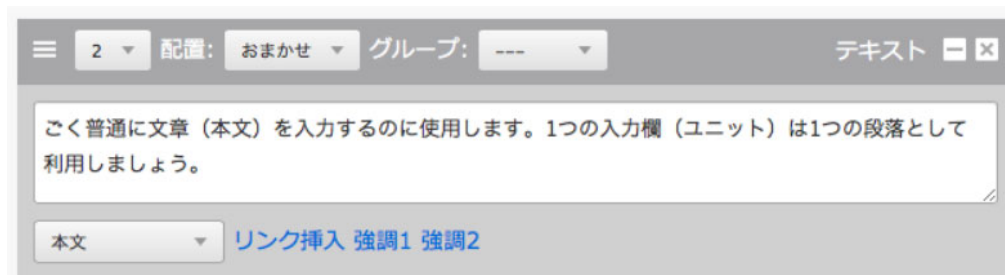 2 配置: おまかせ グループ: --- テキスト
ごく普通に文章（本文）を入力するのに使用します。1つの入力欄（ユニット）は1つの段落として
利用しましょう。
本文 リンク挿入 強調1 強調2